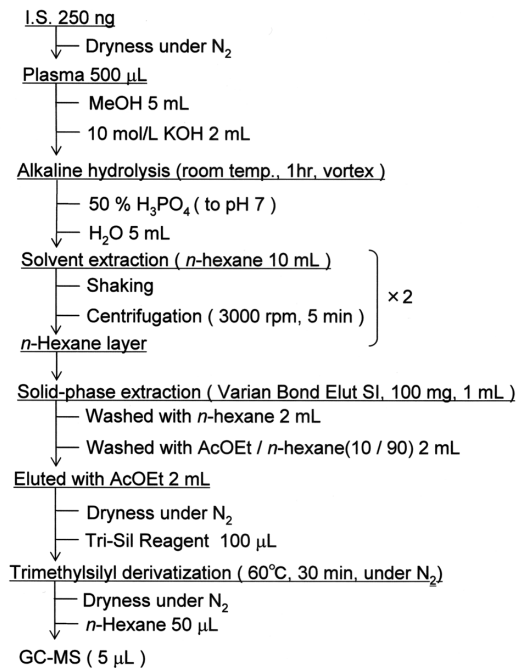 I.S. 250 ng
Dryness under N₂
Plasma 500 μL
MeOH 5 mL
10 mol/L KOH 2 mL
Alkaline hydrolysis (room temp., 1hr, vortex )
50 % H₃PO₄ ( to pH 7 )
H₂O 5 mL
Solvent extraction ( n-hexane 10 mL )
Shaking
×2
Centrifugation ( 3000 rpm, 5 min )
n-Hexane layer
Solid-phase extraction ( Varian Bond Elut SI, 100 mg, 1 mL )
Washed with n-hexane 2 mL
Washed with AcOEt / n-hexane(10 / 90) 2 mL
Eluted with AcOEt 2 mL
Dryness under N₂
Tri-Sil Reagent 100 μL
Trimethylsilyl derivatization ( 60℃, 30 min, under N₂)
Dryness under N₂
n-Hexane 50 μL
GC-MS ( 5 μL )